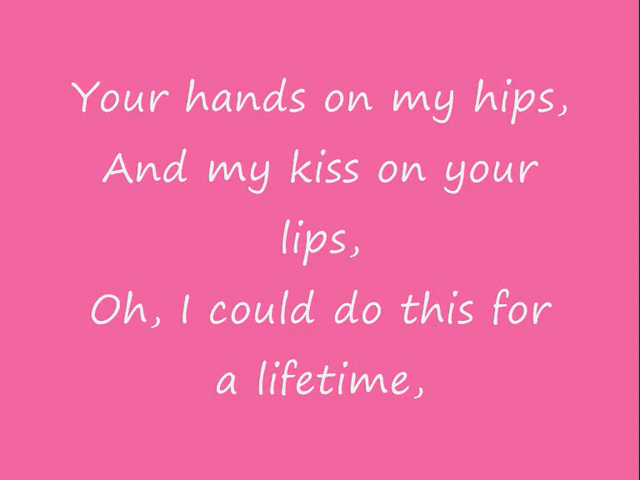 Your hands on my hips,
And my kiss on your
lips,
Oh, I could do this for
a lifetime,